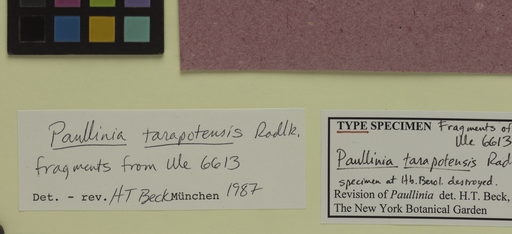 Paullinia tarapotensis Radlk.
fragments from Ule 6613
Det. - rev. HT Beck München 1987
TYPE SPECIMEN Fragments of
Ule 6613
Paullinia tarapotensis Rad
specimen at Hb. Berol. destroyed.
Revision of Paullinia det. H.T. Beck,
The New York Botanical Garden